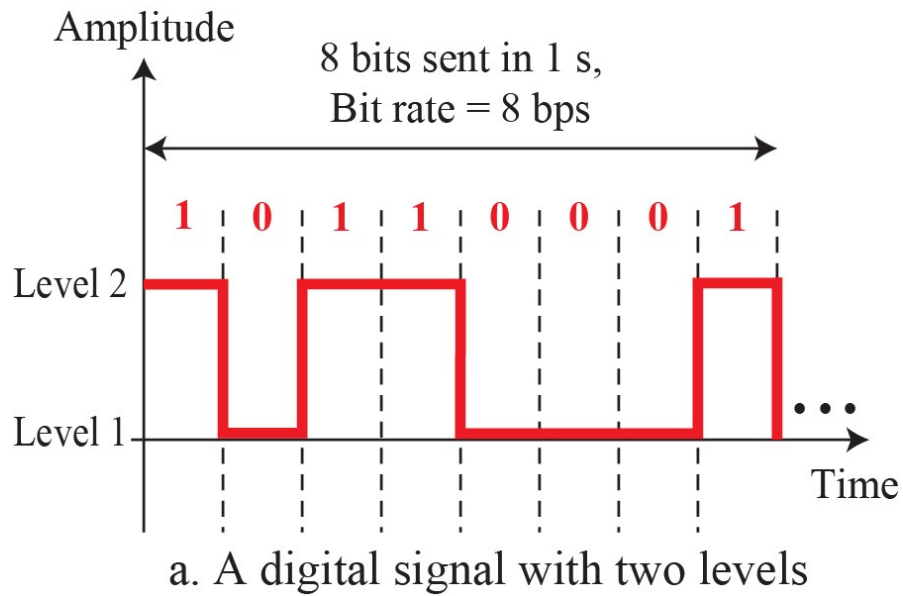 Amplitude
8 bits sent in 1 s,
Bit rate = 8 bps
1 0 1 1 0 0 0 1
Level 2
Level 1
...
Time
a. A digital signal with two levels